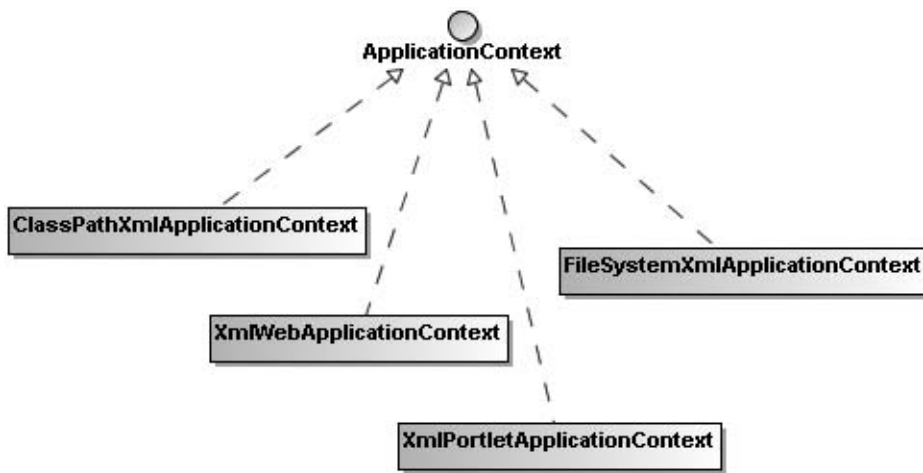 ApplicationContext
ClassPathXmlApplicationContext
FileSystemXmlApplicationContext
XmlWebApplicationContext
XmlPortletApplicationContext